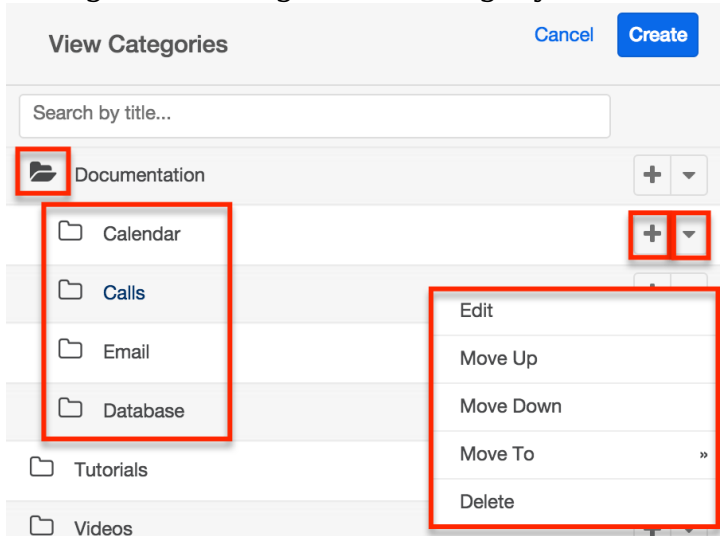 View Categories
Cancel
Create
Search by title...
Documentation
Calendar
Calls
Edit
Email
Move Up
Database
Move Down
Tutorials
Move To »
Delete
Videos